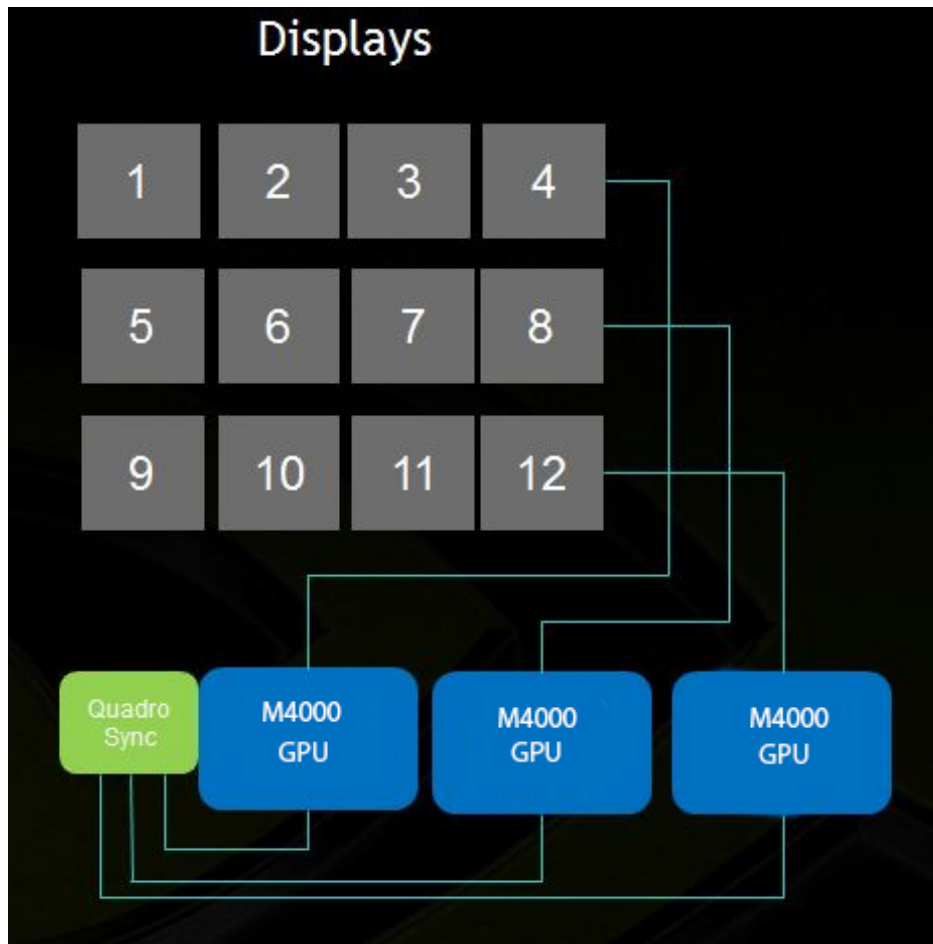 Displays
1 2 3 4
5 6 7 8
9 10 11 12
Quadro
Sync
M4000
GPU
M4000
GPU
M4000
GPU